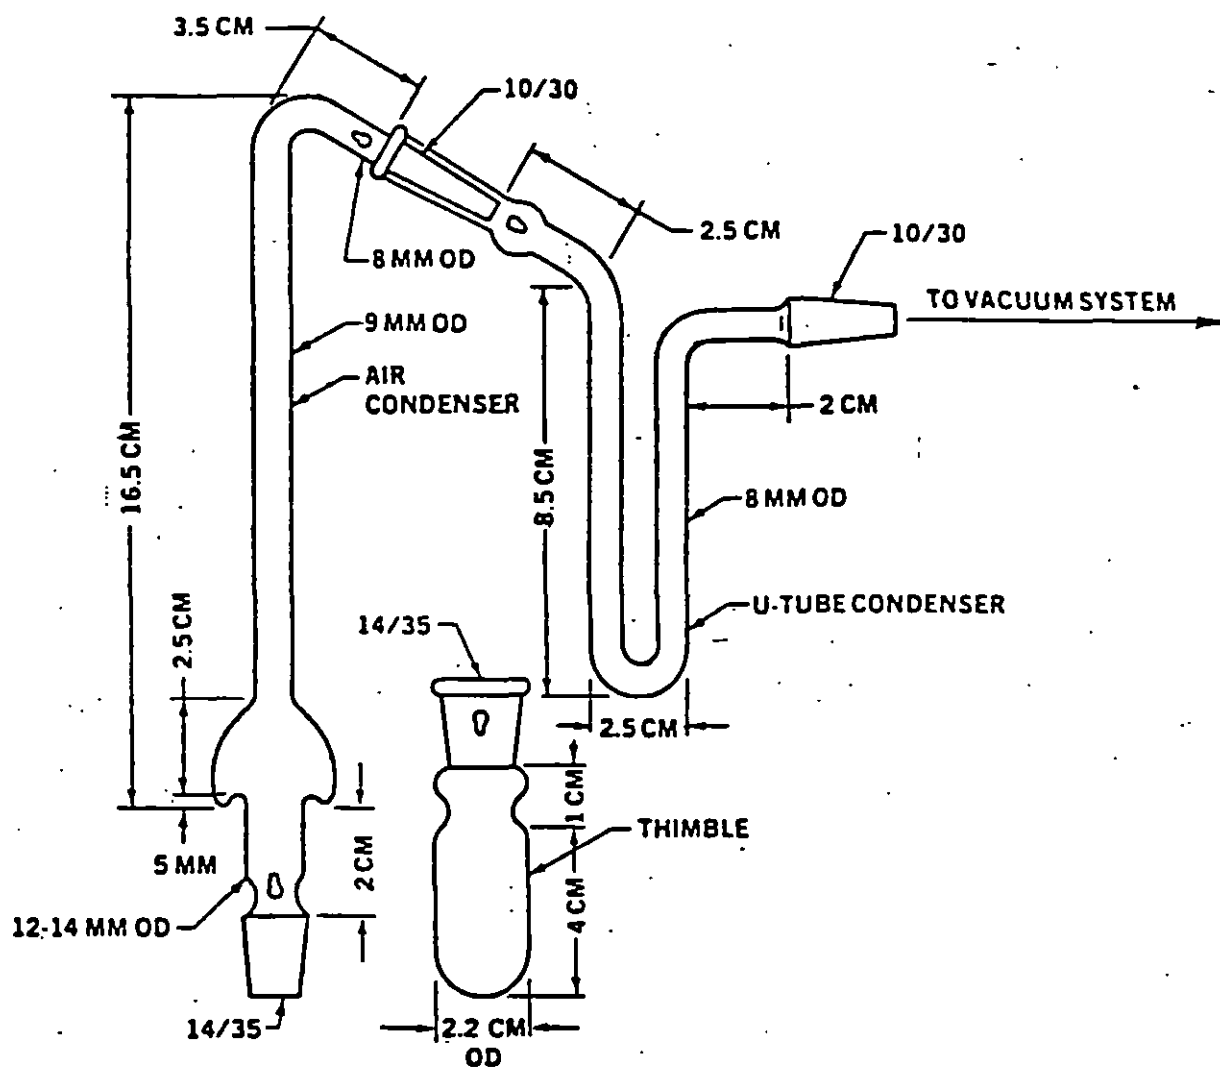 3.5 CM
10/30
2.5 CM
10/30
8 MM OD
TO VACUUM SYSTEM
9 MM OD
AIR
CONDENSER
2 CM
16.5 CM
8.5 CM
8 MM OD
2.5 CM
14/35
U-TUBE CONDENSER
2.5 CM
1 CM
THIMBLE
5 MM
2 CM
4 CM
12-14 MM OD
14/35
2.2 CM
OD